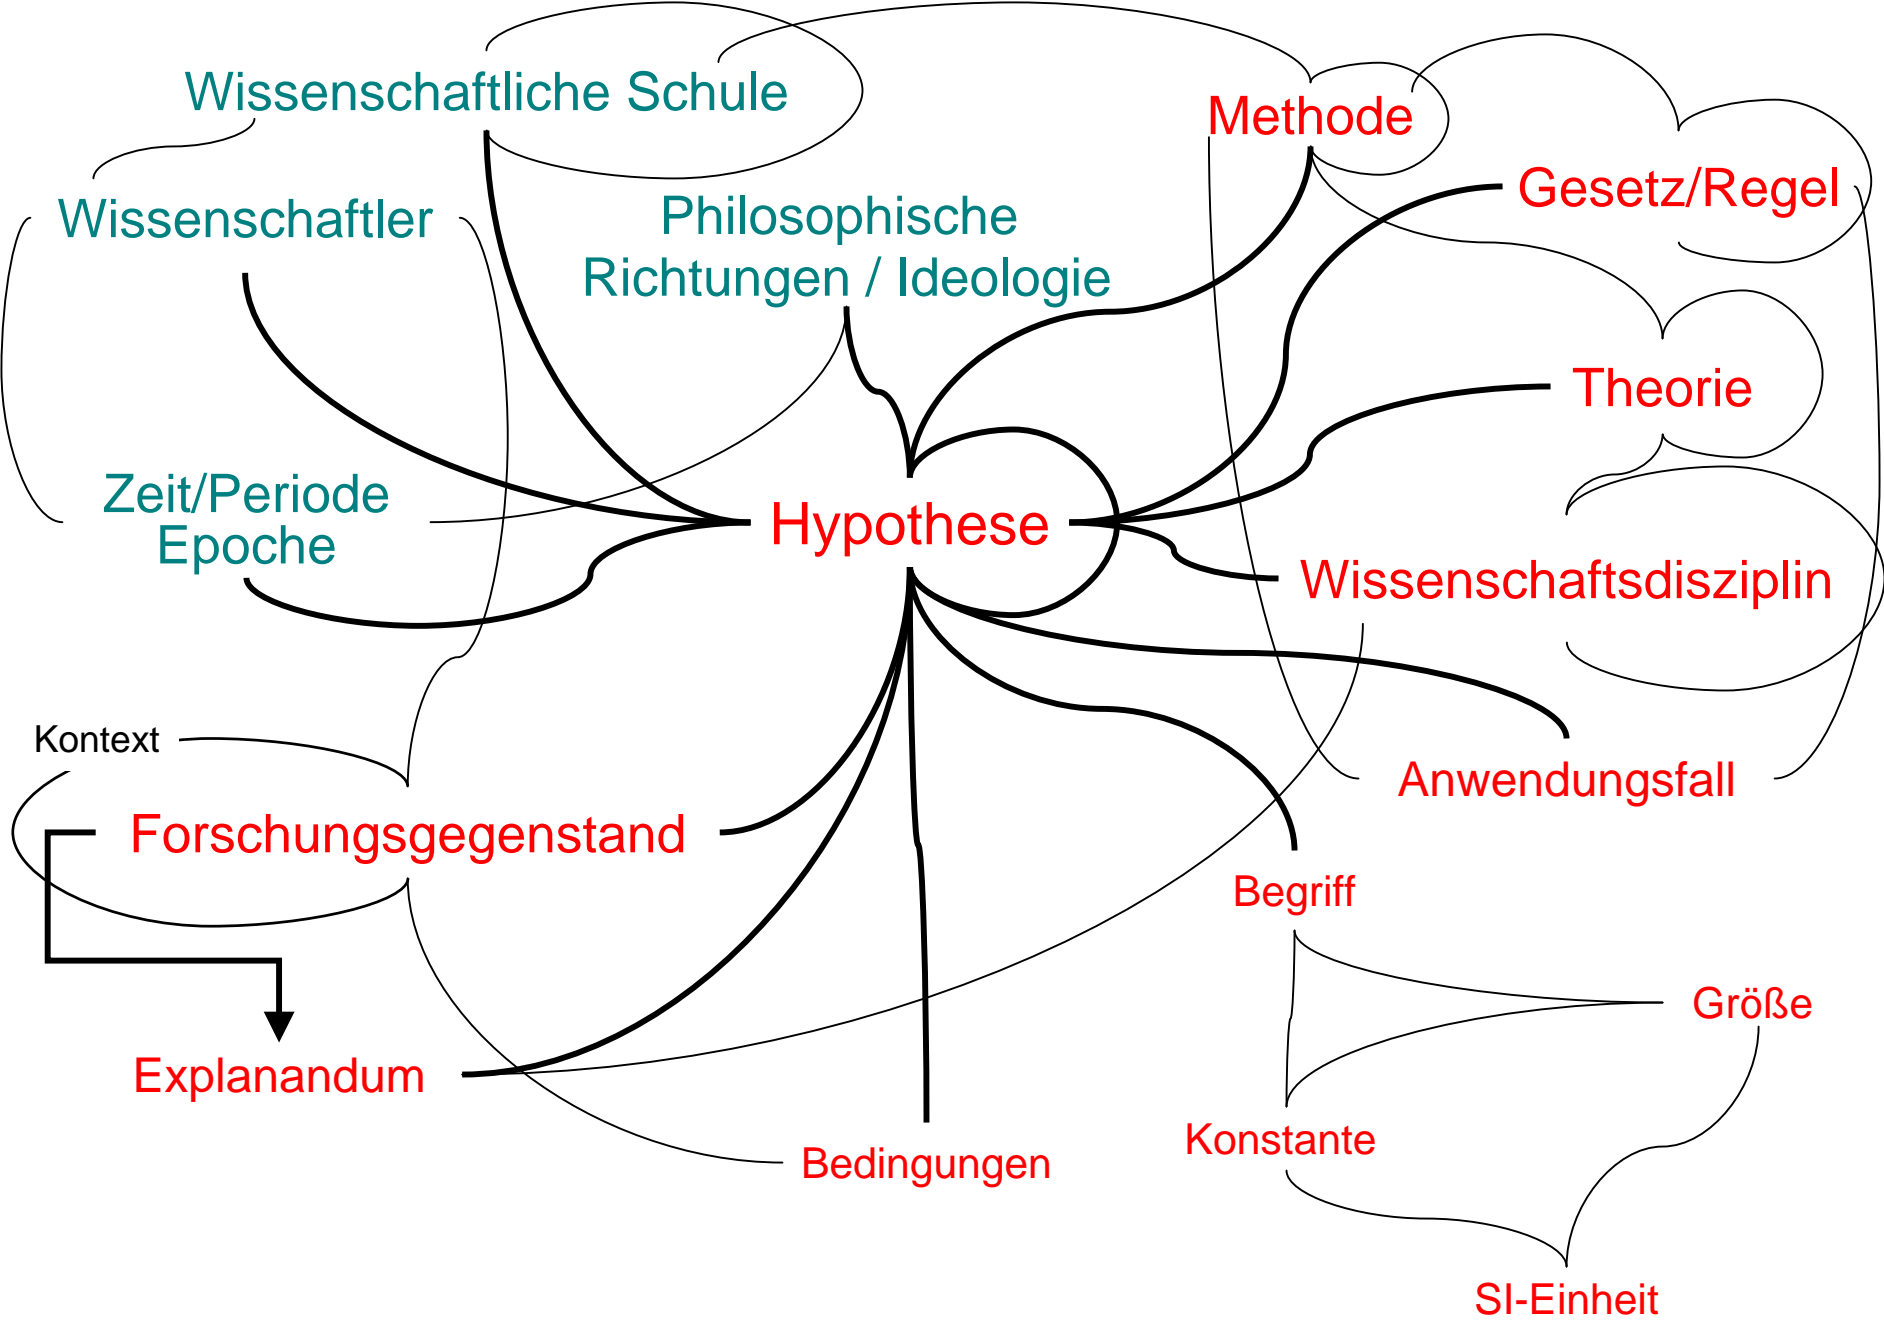 Wissenschaftliche Schule
Methode
Gesetz/Regel
Wissenschaftler
Philosophische
Richtungen / Ideologie
Theorie
Zeit/Periode
Epoche
Hypothese
Wissenschaftsdisziplin
Kontext
Anwendungsfall
Forschungsgegenstand
Begriff
Größe
Explanandum
Konstante
Bedingungen
SI-Einheit